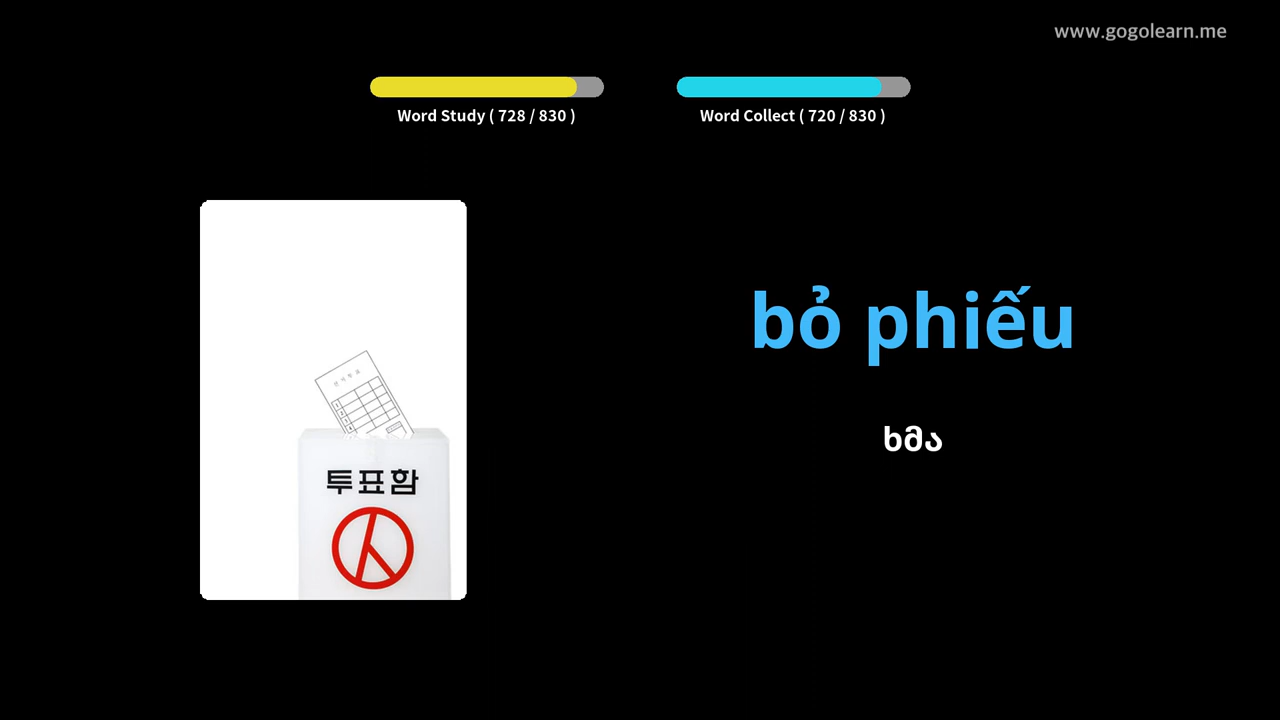 www.gogolearn.me
Word Study ( 728 / 830 )
Word Collect ( 720 / 830 )
bỏ phiếu
ხმა
투표함